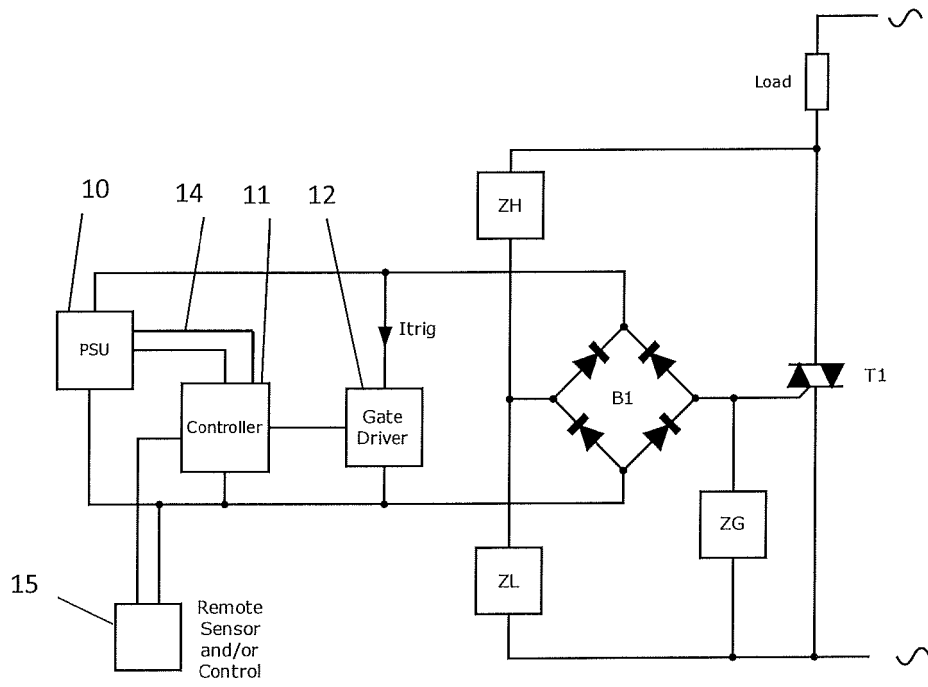 Load
10
14
11
12
ZH
Itrig
PSU
T1
B1
Controller
Gate
Driver
ZG
ZL
15
Remote
Sensor
and/or
Control